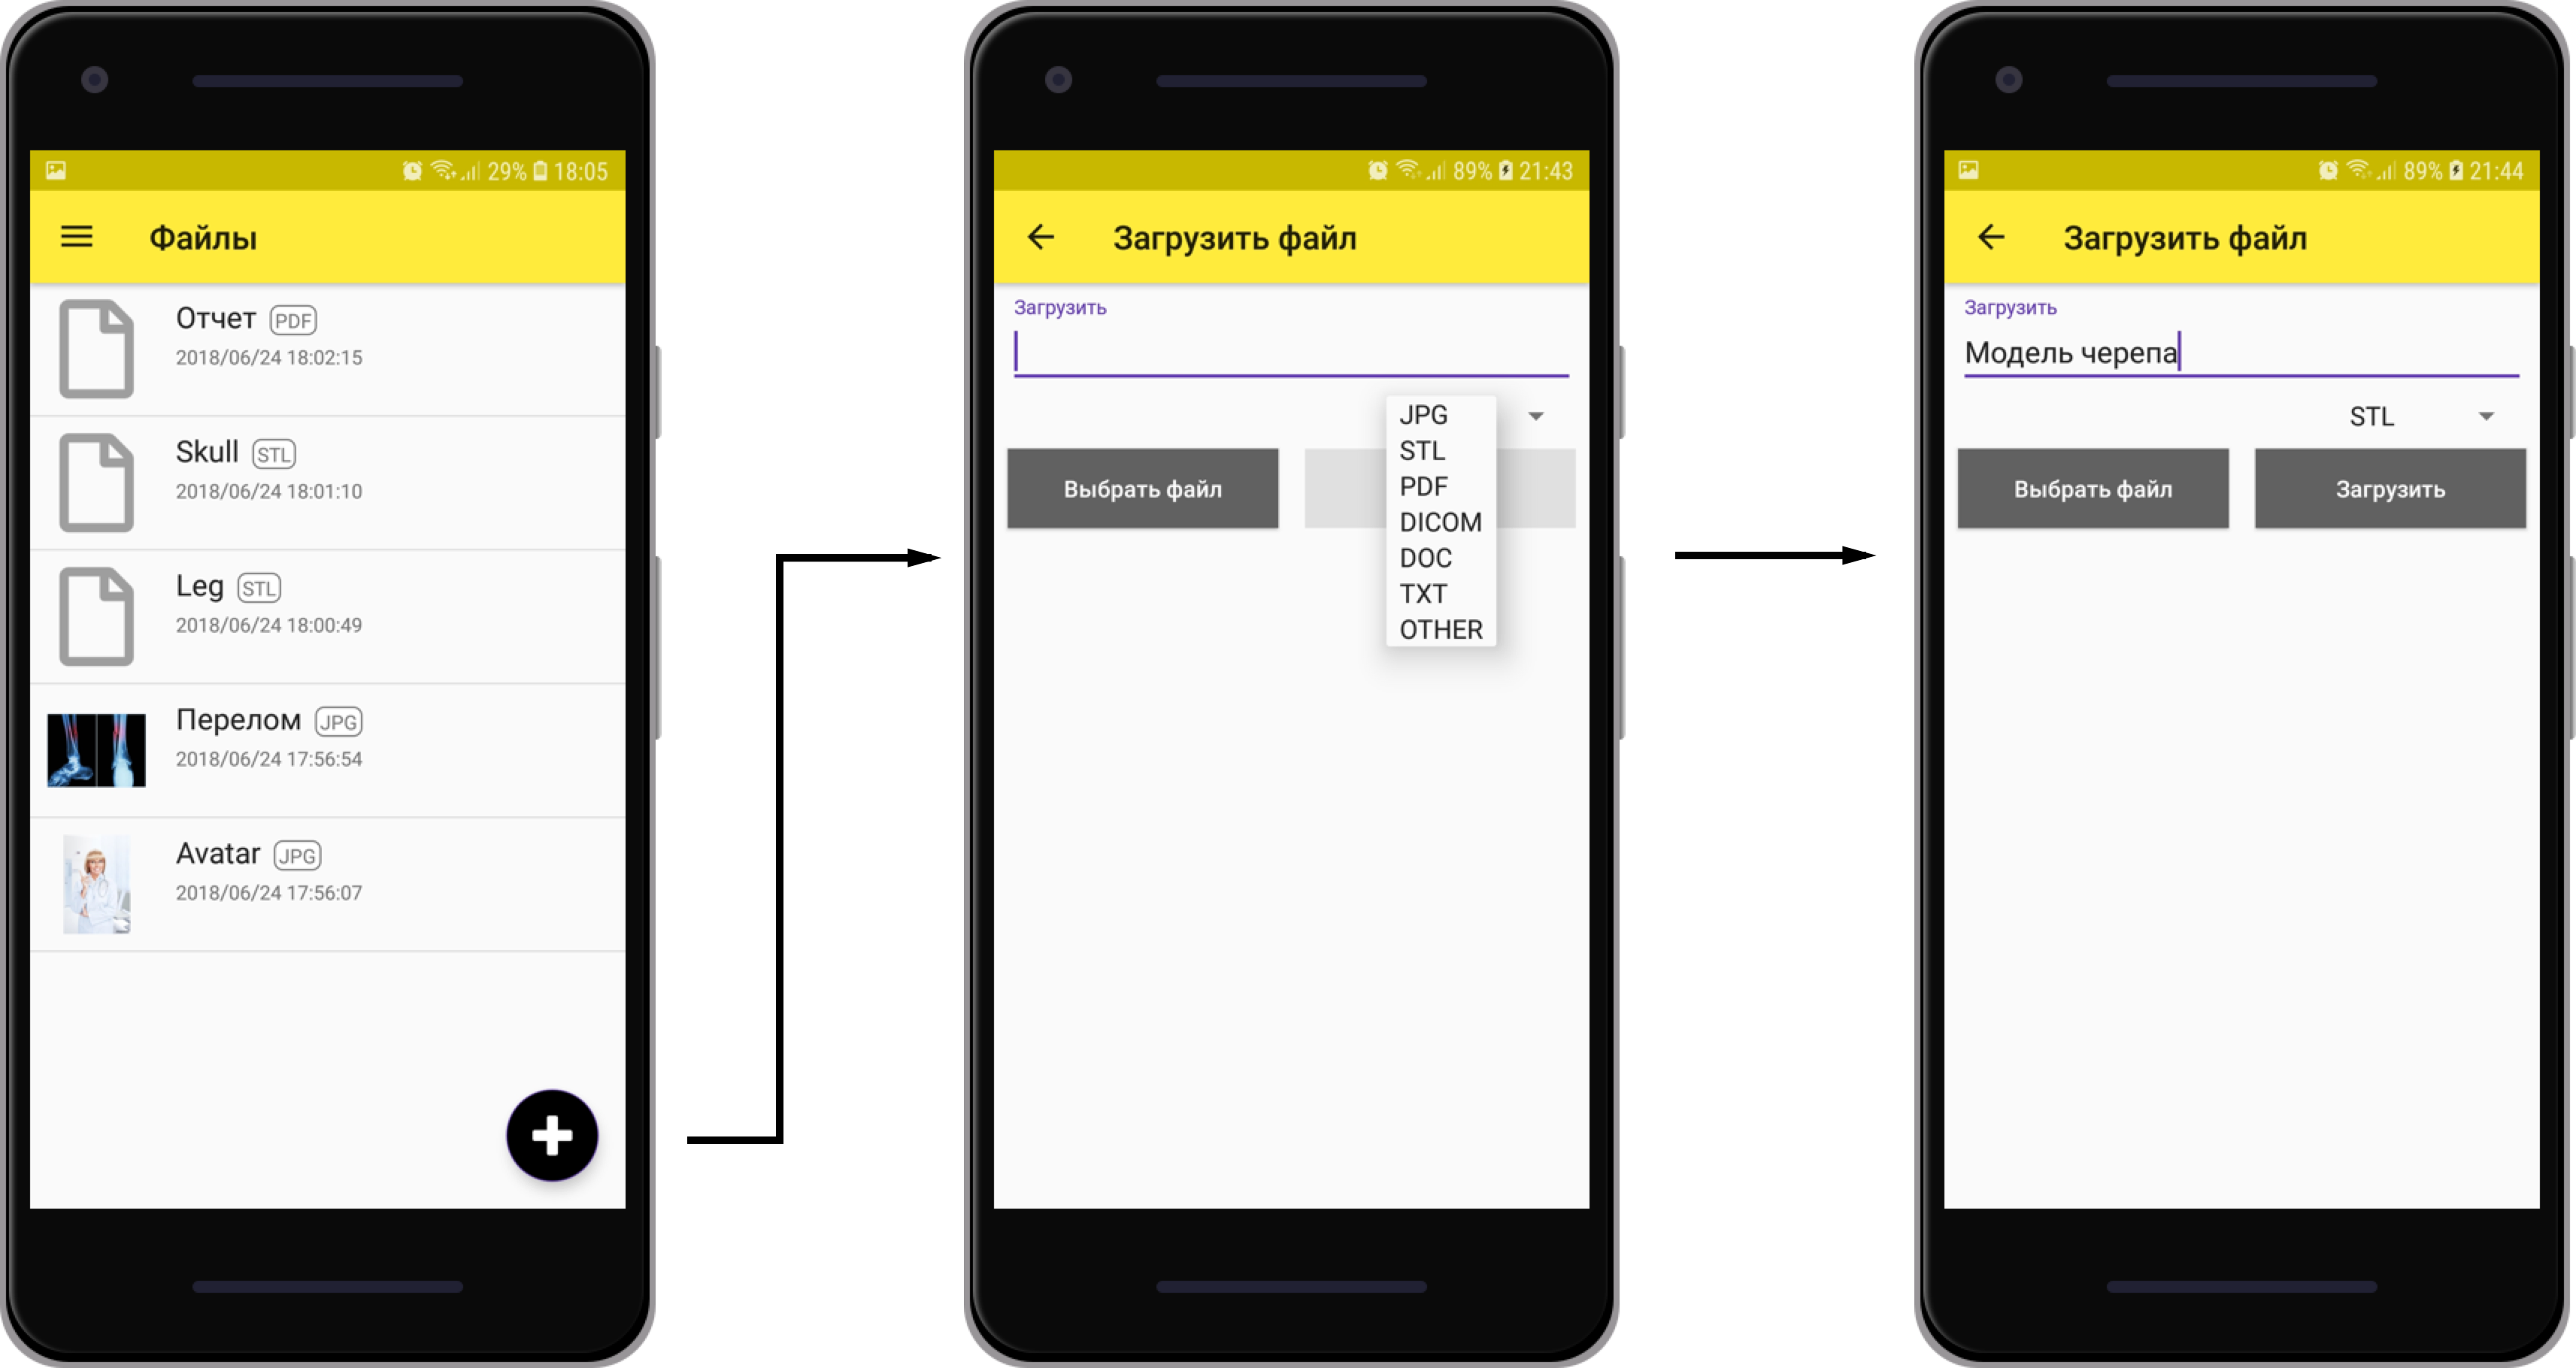 29% 18:05
Файлы
Отчет PDF
2018/06/24 18:02:15
Skull STL
2018/06/24 18:01:10
Leg STL
2018/06/24 18:00:49
Перелом JPG
2018/06/24 17:56:54
Avatar JPG
2018/06/24 17:56:07
89% 21:43
Загрузить файл
Загрузить
JPG
STL
PDF
DICOM
DOC
TXT
OTHER
Выбрать файл
89% 21:44
Загрузить файл
Загрузить
Модель черепа
STL
Выбрать файл Загрузить